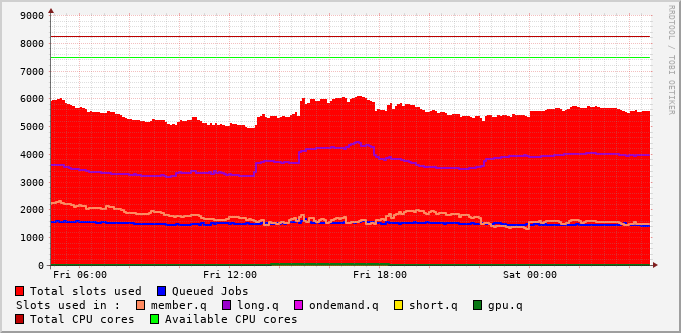 RRDTOOL / TOBI OETIKER
9000
8000
7000
6000
5000
4000
3000
2000
1000
0
Fri 06:00 Fri 12:00 Fri 18:00 Sat 00:00
Total slots used Queued Jobs
Slots used in : member.q long.q ondemand.q short.q gpu.q
Total CPU cores Available CPU cores